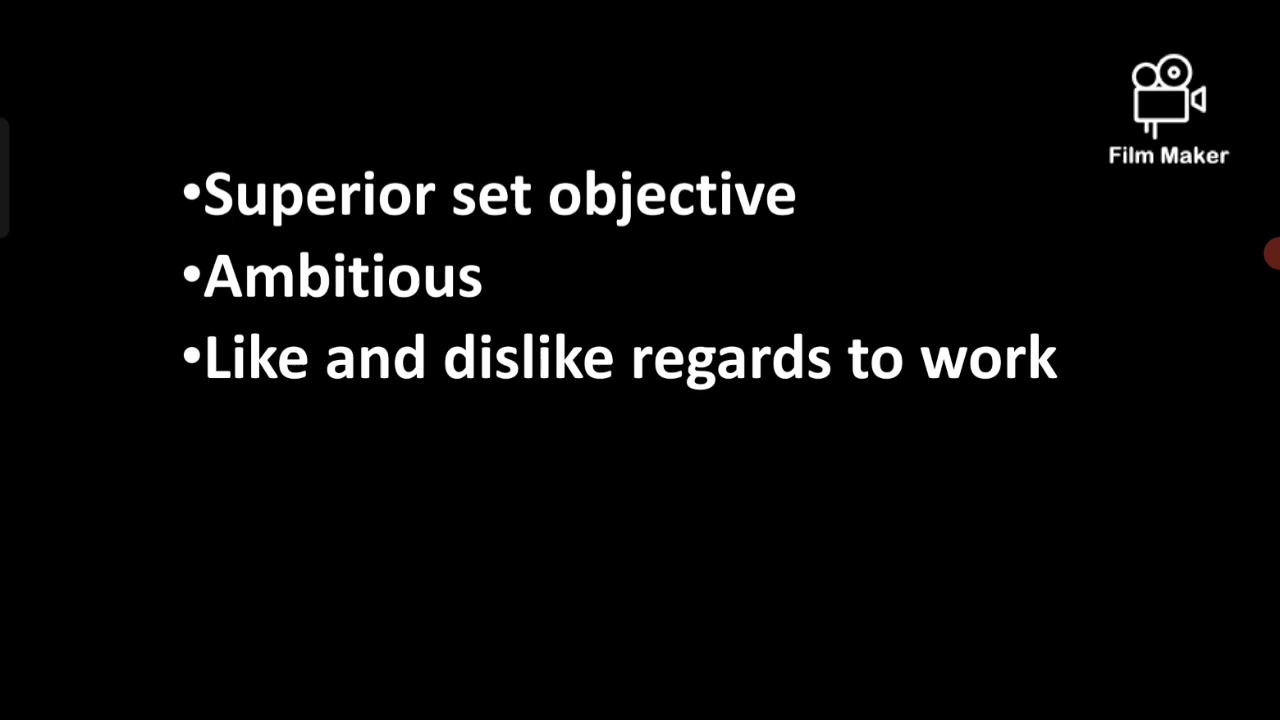 Film Maker
•Superior set objective
•Ambitious
•Like and dislike regards to work